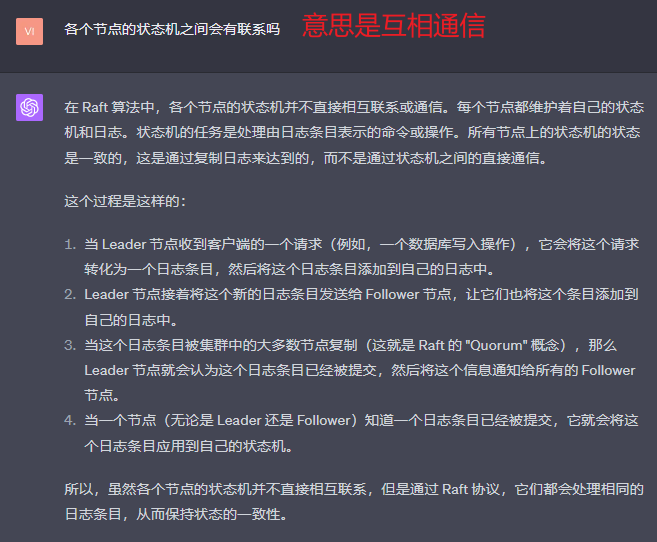 VI
各个节点的状态机之间会有联系吗 意思是互相通信
在 Raft 算法中，各个节点的状态机并不直接相互联系或通信。每个节点都维护着自己的状态
机和日志。状态机的任务是处理由日志条目表示的命令或操作。所有节点上的状态机的状态
是一致的，这是通过复制日志来达到的，而不是通过状态机之间的直接通信。
这个过程是这样的：
1. 当 Leader 节点收到客户端的一个请求（例如，一个数据库写入操作），它会将这个请求
转化为一个日志条目，然后将这个日志条目添加到自己的日志中。
2. Leader 节点接着将这个新的日志条目发送给 Follower 节点，让它们也将这个条目添加到
自己的日志中。
3. 当这个日志条目被集群中的大多数节点复制（这就是 Raft 的 "Quorum" 概念），那么
Leader 节点就会认为这个日志条目已经被提交，然后将这个信息通知给所有的 Follower
节点。
4. 当一个节点（无论是 Leader 还是 Follower）知道一个日志条目已经被提交，它就会将这
个日志条目应用到自己的状态机。
所以，虽然各个节点的状态机并不直接相互联系，但是通过 Raft 协议，它们都会处理相同的
日志条目，从而保持状态的一致性。